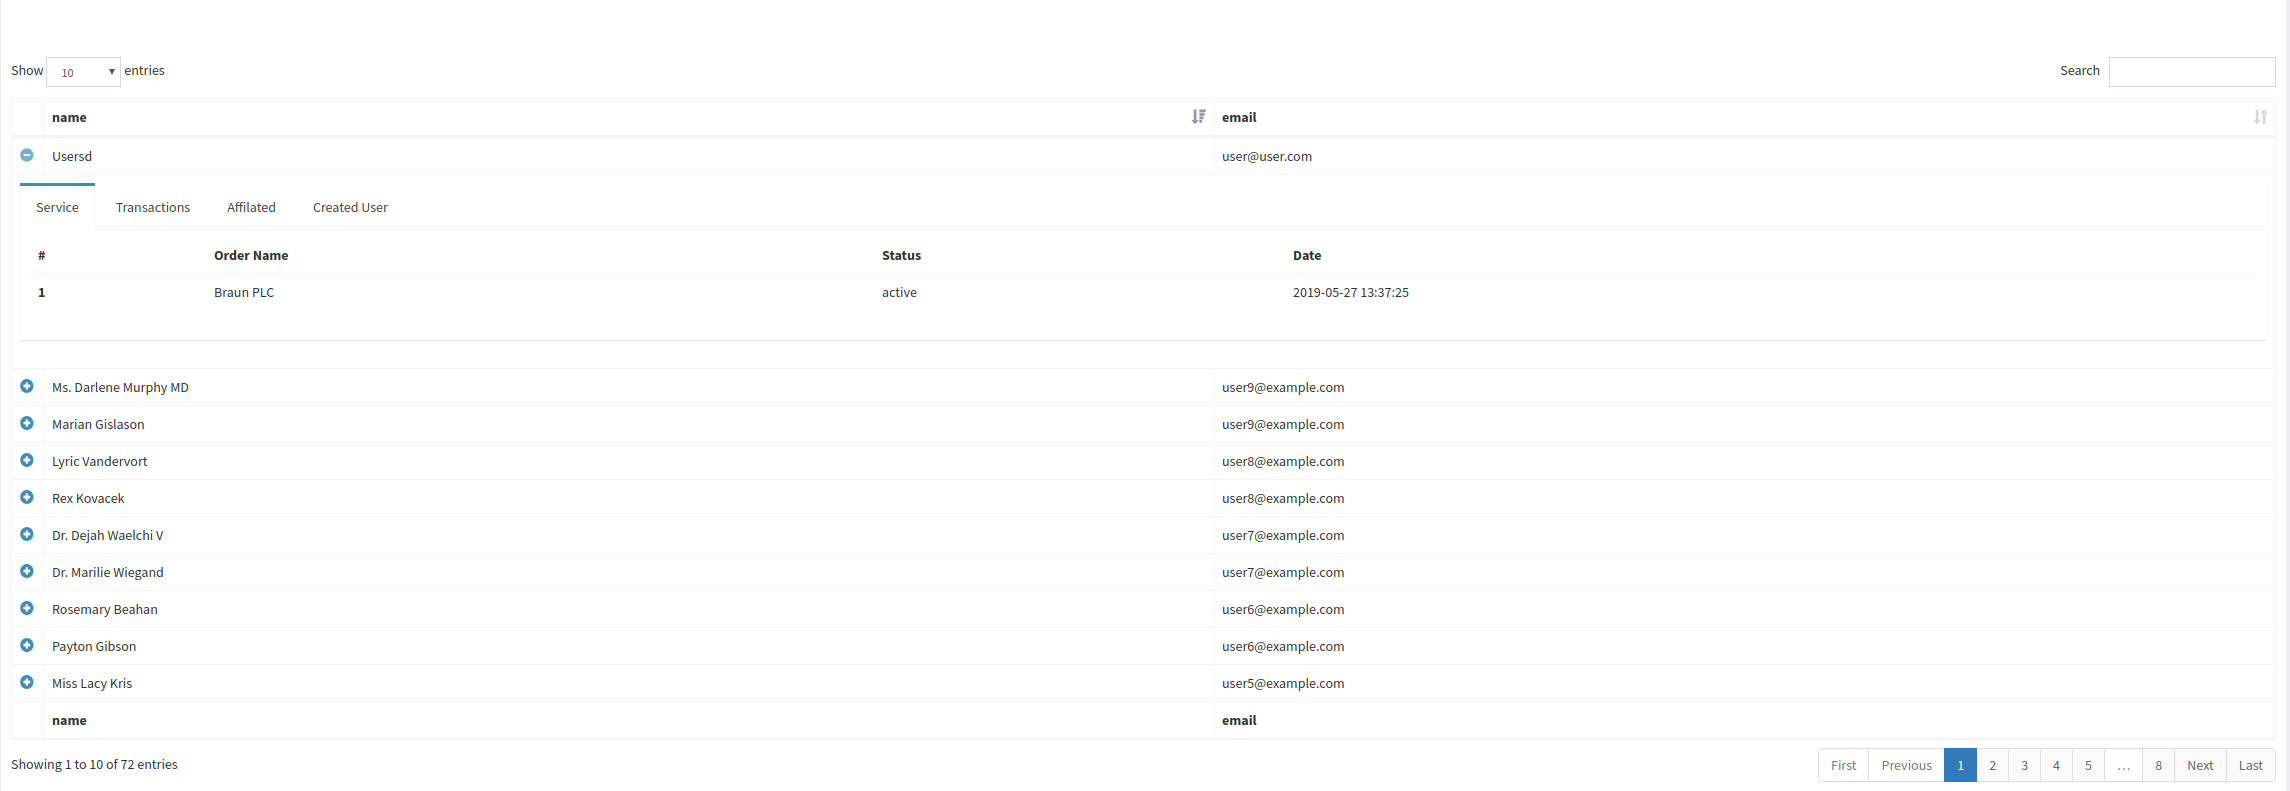 Show 10 entries Search
name email
Usersd user@user.com
Service Transactions Affilated Created User
# Order Name Status Date
1 Braun PLC active 2019-05-27 13:37:25
Ms. Darlene Murphy MD user9@example.com
Marian Gislason user9@example.com
Lyric Vandervort user8@example.com
Rex Kovacek user8@example.com
Dr. Dejah Waelchi V user7@example.com
Dr. Marilie Wiegand user7@example.com
Rosemary Beahan user6@example.com
Payton Gibson user6@example.com
Miss Lacy Kris user5@example.com
name email
Showing 1 to 10 of 72 entries First Previous 1 2 3 4 5 … 8 Next Last